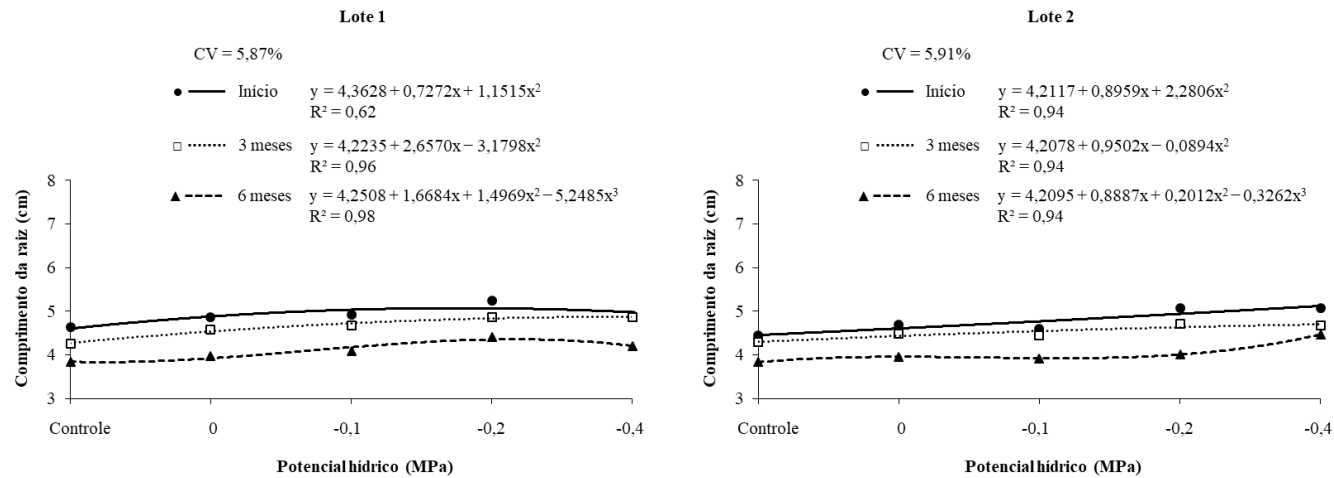 Lote 1
CV = 5,87%
Início y = 4,3628 + 0,7272x + 1,1515x²
R² = 0,62
3 meses y = 4,2235 + 2,6570x − 3,1798x²
R² = 0,96
6 meses y = 4,2508 + 1,6684x + 1,4969x² − 5,2485x³
R² = 0,98
Comprimento da raiz (cm)
8
7
6
5
4
3
Controle 0 -0,1 -0,2 -0,4
Potencial hídrico (MPa)
Lote 2
CV = 5,91%
Início y = 4,2117 + 0,8959x + 2,2806x²
R² = 0,94
3 meses y = 4,2078 + 0,9502x − 0,0894x²
R² = 0,94
6 meses y = 4,2095 + 0,8887x + 0,2012x² − 0,3262x³
R² = 0,94
Comprimento da raiz (cm)
8
7
6
5
4
3
Controle 0 -0,1 -0,2 -0,4
Potencial hídrico (MPa)